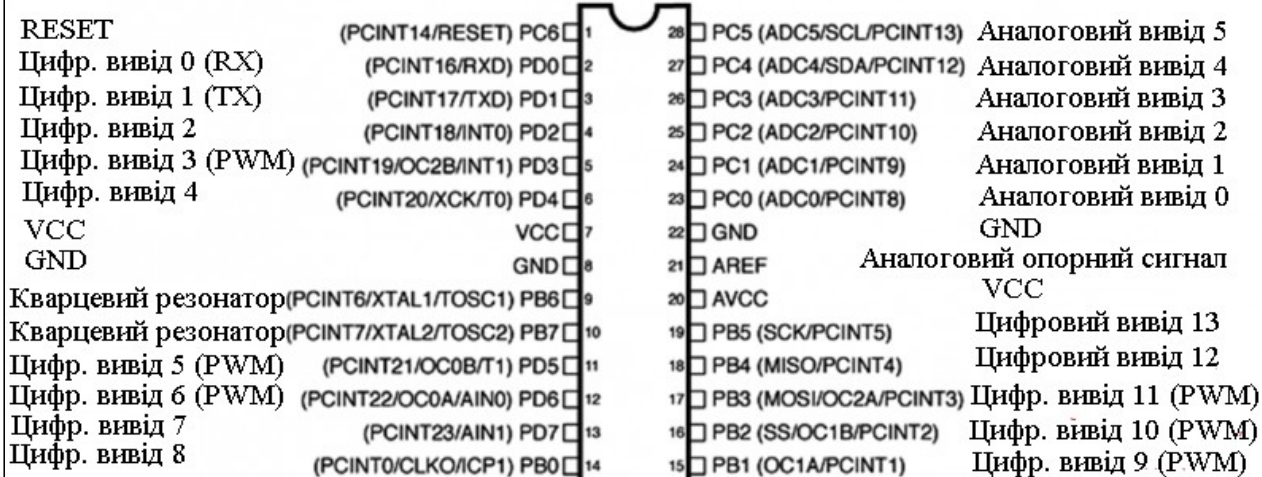 RESET (PCINT14/RESET) PC6 1 28 PC5 (ADC5/SCL/PCINT13) Аналоговий вивід 5
Цифр. вивід 0 (RX) (PCINT16/RXD) PD0 2 27 PC4 (ADC4/SDA/PCINT12) Аналоговий вивід 4
Цифр. вивід 1 (TX) (PCINT17/TXD) PD1 3 26 PC3 (ADC3/PCINT11) Аналоговий вивід 3
Цифр. вивід 2 (PCINT18/INT0) PD2 4 25 PC2 (ADC2/PCINT10) Аналоговий вивід 2
Цифр. вивід 3 (PWM) (PCINT19/OC2B/INT1) PD3 5 24 PC1 (ADC1/PCINT9) Аналоговий вивід 1
Цифр. вивід 4 (PCINT20/XCK/T0) PD4 6 23 PC0 (ADC0/PCINT8) Аналоговий вивід 0
VCC VCC 7 22 GND GND
GND GND 8 21 AREF Аналоговий опорний сигнал
Кварцевий резонатор (PCINT6/XTAL1/TOSC1) PB6 9 20 AVCC VCC
Кварцевий резонатор (PCINT7/XTAL2/TOSC2) PB7 10 19 PB5 (SCK/PCINT5) Цифровий вивід 13
Цифр. вивід 5 (PWM) (PCINT21/OC0B/T1) PD5 11 18 PB4 (MISO/PCINT4) Цифровий вивід 12
Цифр. вивід 6 (PWM) (PCINT22/OC0A/AIN0) PD6 12 17 PB3 (MOSI/OC2A/PCINT3) Цифр. вивід 11 (PWM)
Цифр. вивід 7 (PCINT23/AIN1) PD7 13 16 PB2 (SS/OC1B/PCINT2) Цифр. вивід 10 (PWM)
Цифр. вивід 8 (PCINT0/CLKO/ICP1) PB0 14 15 PB1 (OC1A/PCINT1) Цифр. вивід 9 (PWM)